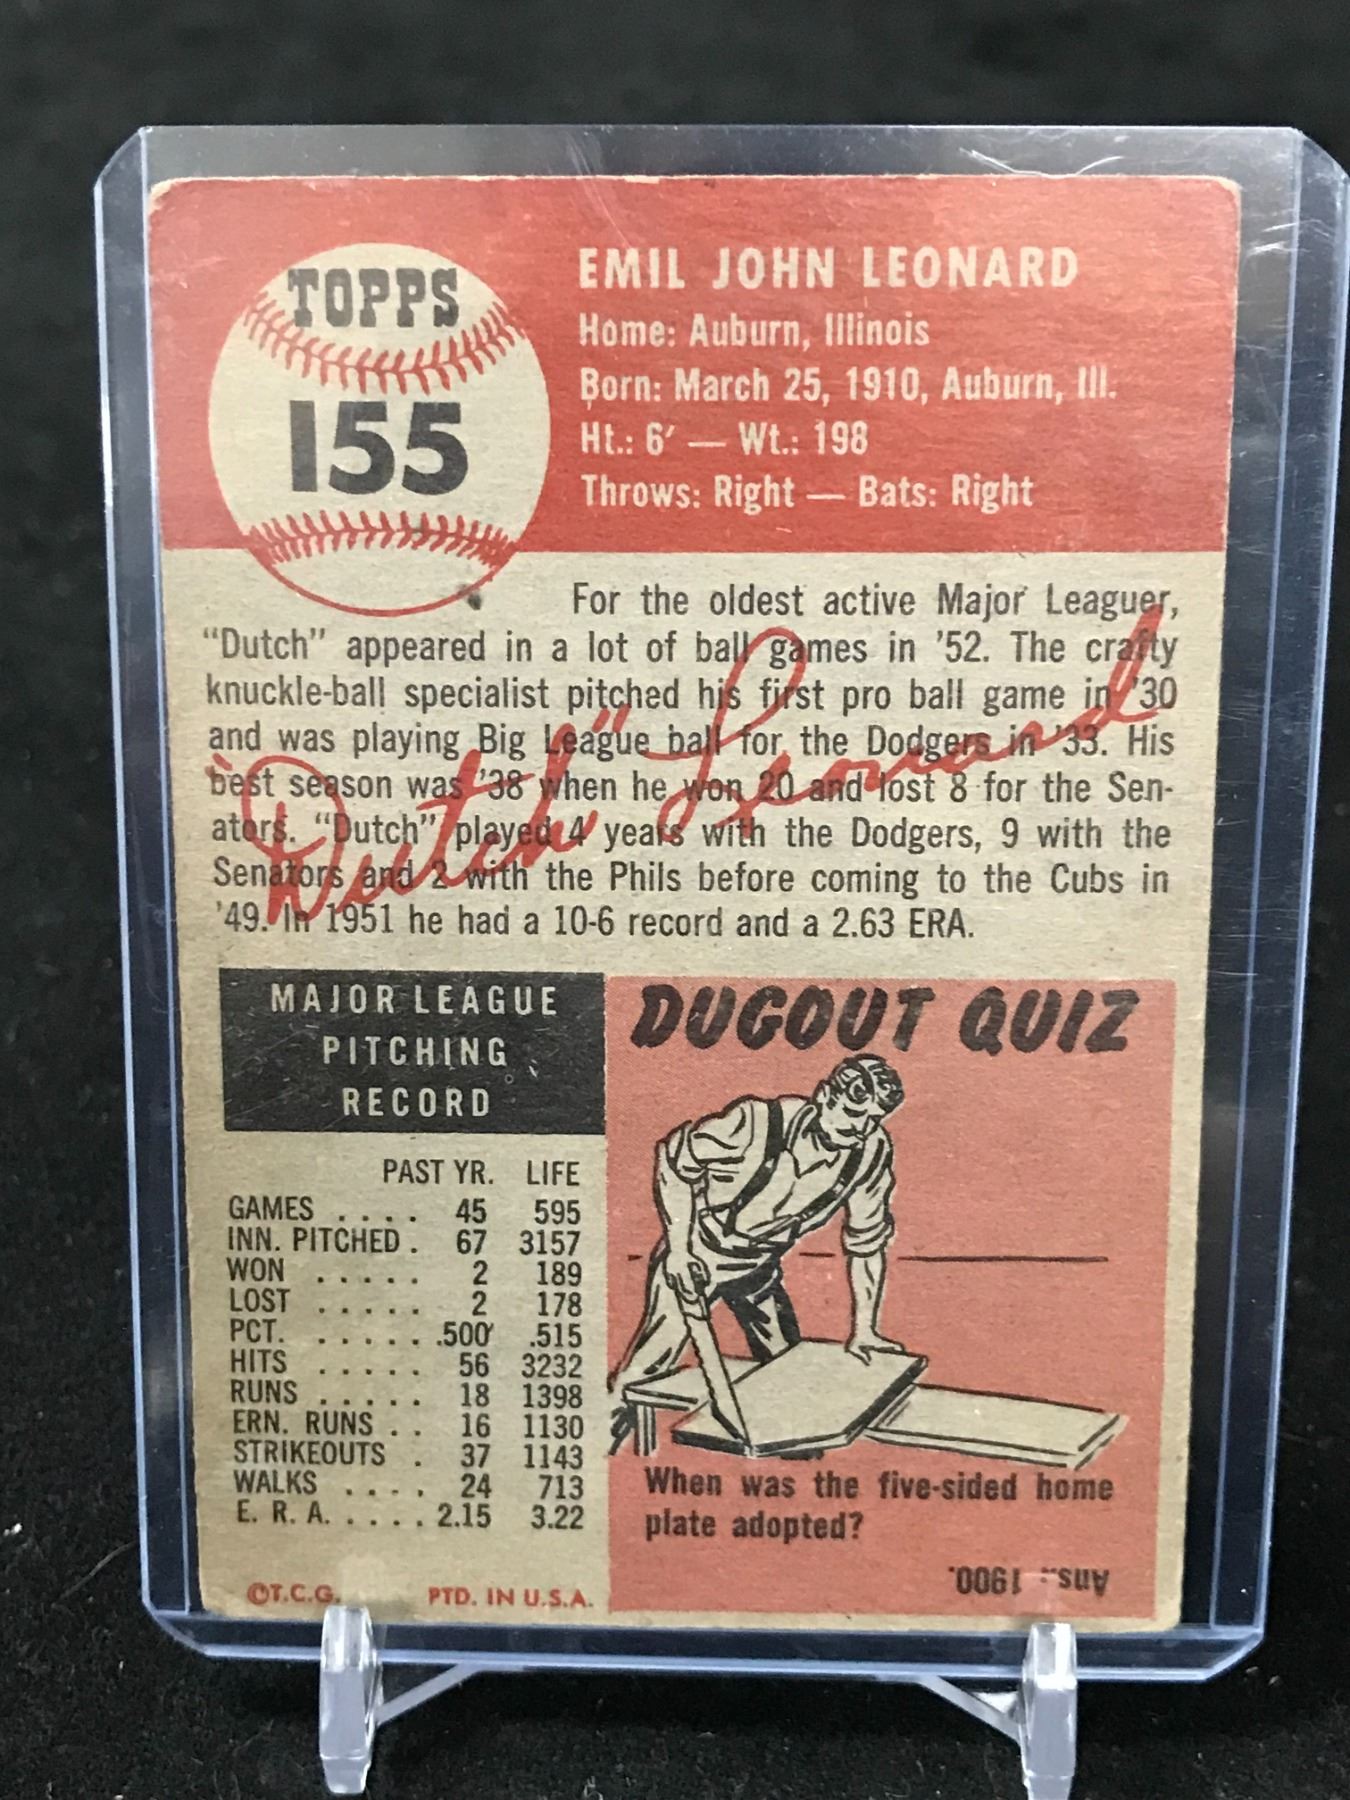 TOPPS
155
EMIL JOHN LEONARD
Home: Auburn, Illinois
Born: March 25, 1910, Auburn, Ill.
Ht.: 6′ — Wt.: 198
Throws: Right — Bats: Right
For the oldest active Major Leaguer,
“Dutch” appeared in a lot of ball games in ’52. The crafty
knuckle-ball specialist pitched his first pro ball game in ’30
and was playing Big League ball for the Dodgers in ’33. His
best season was ’38 when he won 20 and lost 8 for the Sen-
ators. “Dutch” played 4 years with the Dodgers, 9 with the
Senators and 2 with the Phils before coming to the Cubs in
’49. In 1951 he had a 10-6 record and a 2.63 ERA.
"Dutch" Leonard
MAJOR LEAGUE
PITCHING
RECORD
PAST YR. LIFE
GAMES . . . . 45 595
INN. PITCHED . 67 3157
WON . . . . . 2 189
LOST . . . . . 2 178
PCT. . . . . . .500 .515
HITS . . . . . 56 3232
RUNS . . . . . 18 1398
ERN. RUNS . . 16 1130
STRIKEOUTS . 37 1143
WALKS . . . . 24 713
E. R. A. . . . . 2.15 3.22
©T.C.G. PTD. IN U.S.A.
DUGOUT QUIZ
When was the five-sided home
plate adopted?
Ans.: 1900.